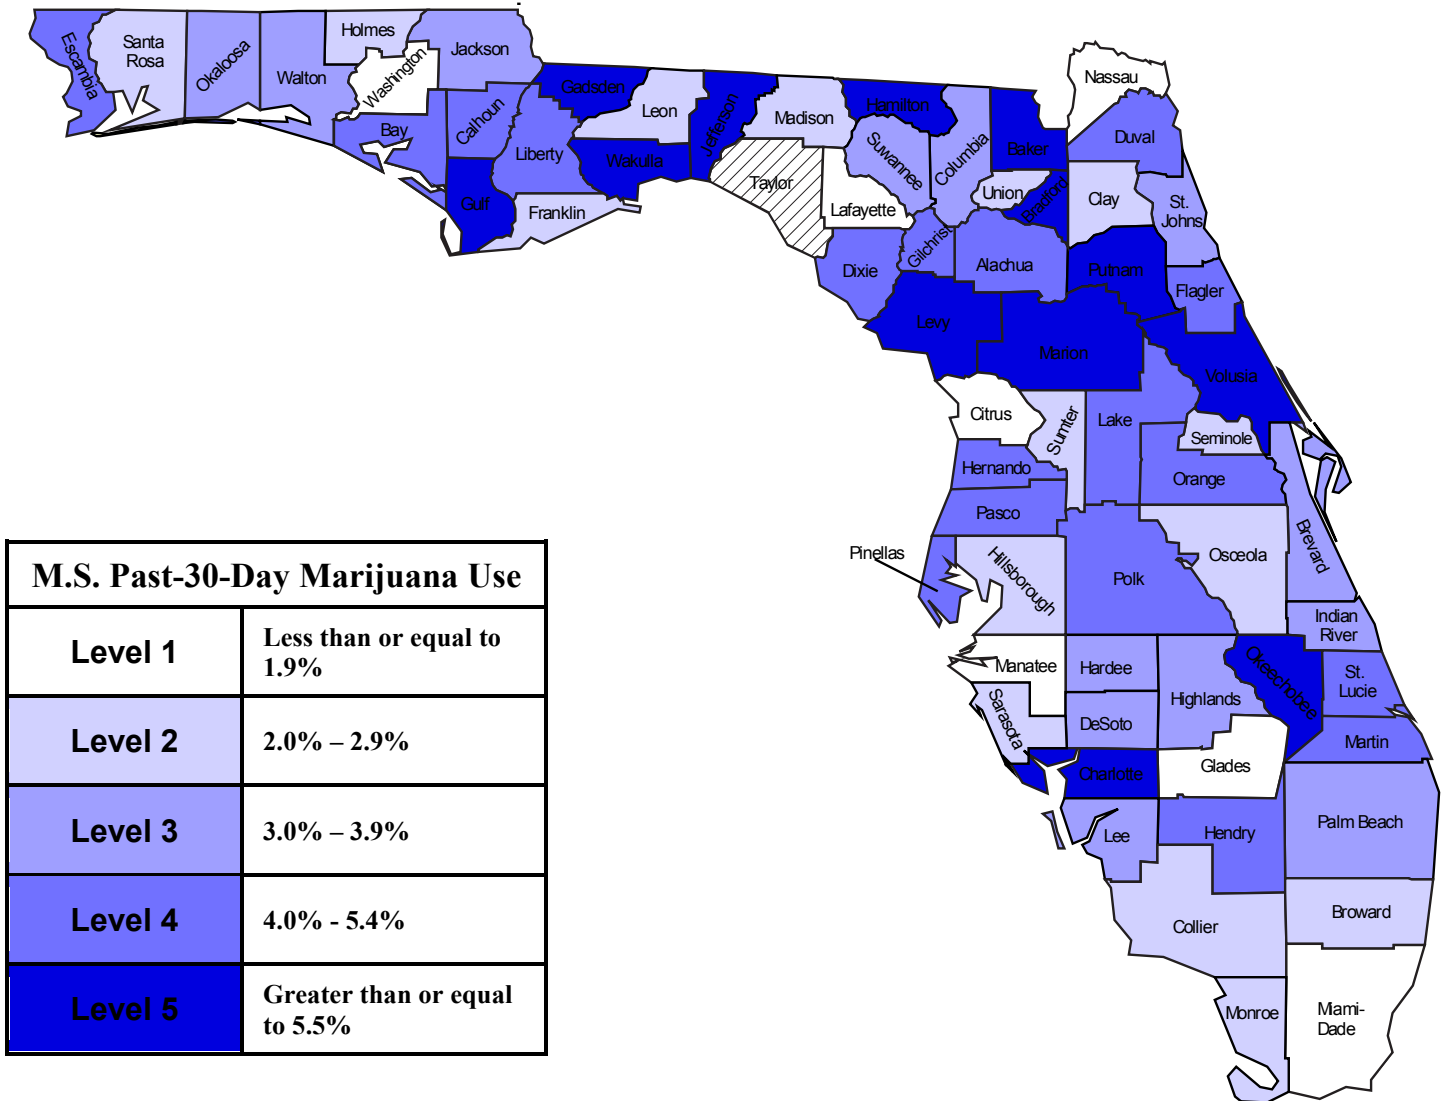 Escambia
Santa
Rosa
Okaloosa
Walton
Holmes
Washington
Jackson
Bay
Calhoun
Gulf
Liberty
Franklin
Gadsden
Leon
Wakulla
Jefferson
Madison
Taylor
Hamilton
Suwannee
Lafayette
Columbia
Baker
Union
Bradford
Nassau
Duval
Clay
St.
Johns
Dixie
Gilchrist
Alachua
Putnam
Flagler
Levy
Marion
Volusia
Citrus
Sumter
Lake
Seminole
Hernando
Orange
Pasco
Brevard
Pinellas
Hillsborough
Polk
Osceola
Indian
River
Manatee
Hardee
Highlands
Okeechobee
St.
Lucie
Sarasota
DeSoto
Martin
Charlotte
Glades
Lee
Hendry
Palm Beach
Collier
Broward
Monroe
Miami-
Dade
M.S. Past-30-Day Marijuana Use
Level 1
Less than or equal to
1.9%
Level 2
2.0% – 2.9%
Level 3
3.0% – 3.9%
Level 4
4.0% - 5.4%
Level 5
Greater than or equal
to 5.5%